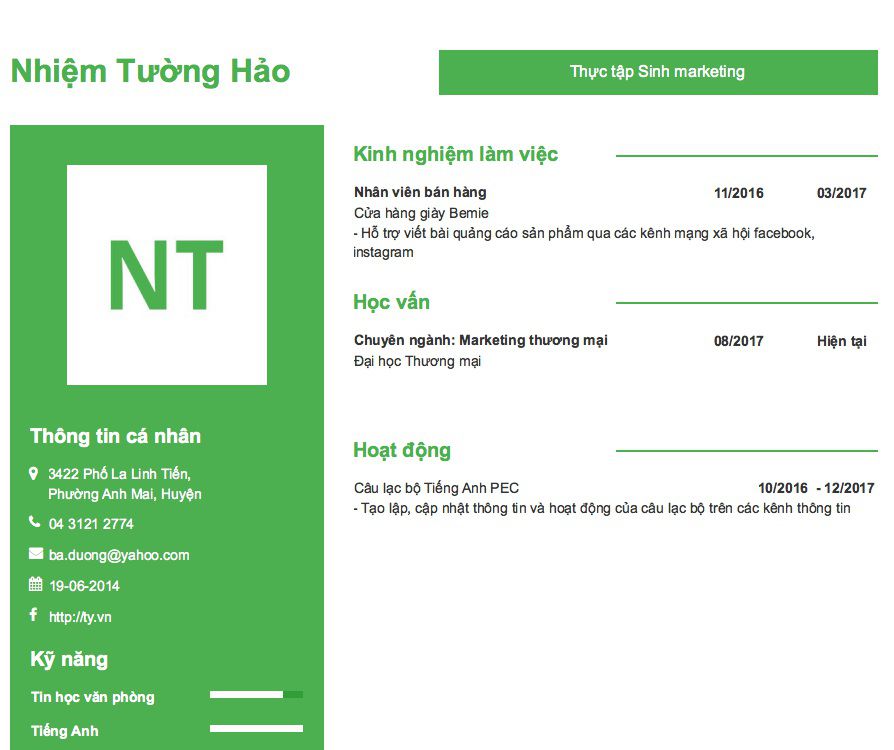 Nhiệm Tường Hảo
Thực tập Sinh marketing
NT
Thông tin cá nhân
3422 Phố La Linh Tiến,
Phường Anh Mai, Huyện
04 3121 2774
ba.duong@yahoo.com
19-06-2014
http://ty.vn
Kỹ năng
Tin học văn phòng
Tiếng Anh
Kinh nghiệm làm việc
Nhân viên bán hàng 11/2016 03/2017
Cửa hàng giày Bemie
- Hỗ trợ viết bài quảng cáo sản phẩm qua các kênh mạng xã hội facebook,
instagram
Học vấn
Chuyên ngành: Marketing thương mại 08/2017 Hiện tại
Đại học Thương mại
Hoạt động
Câu lạc bộ Tiếng Anh PEC 10/2016 - 12/2017
- Tạo lập, cập nhật thông tin và hoạt động của câu lạc bộ trên các kênh thông tin